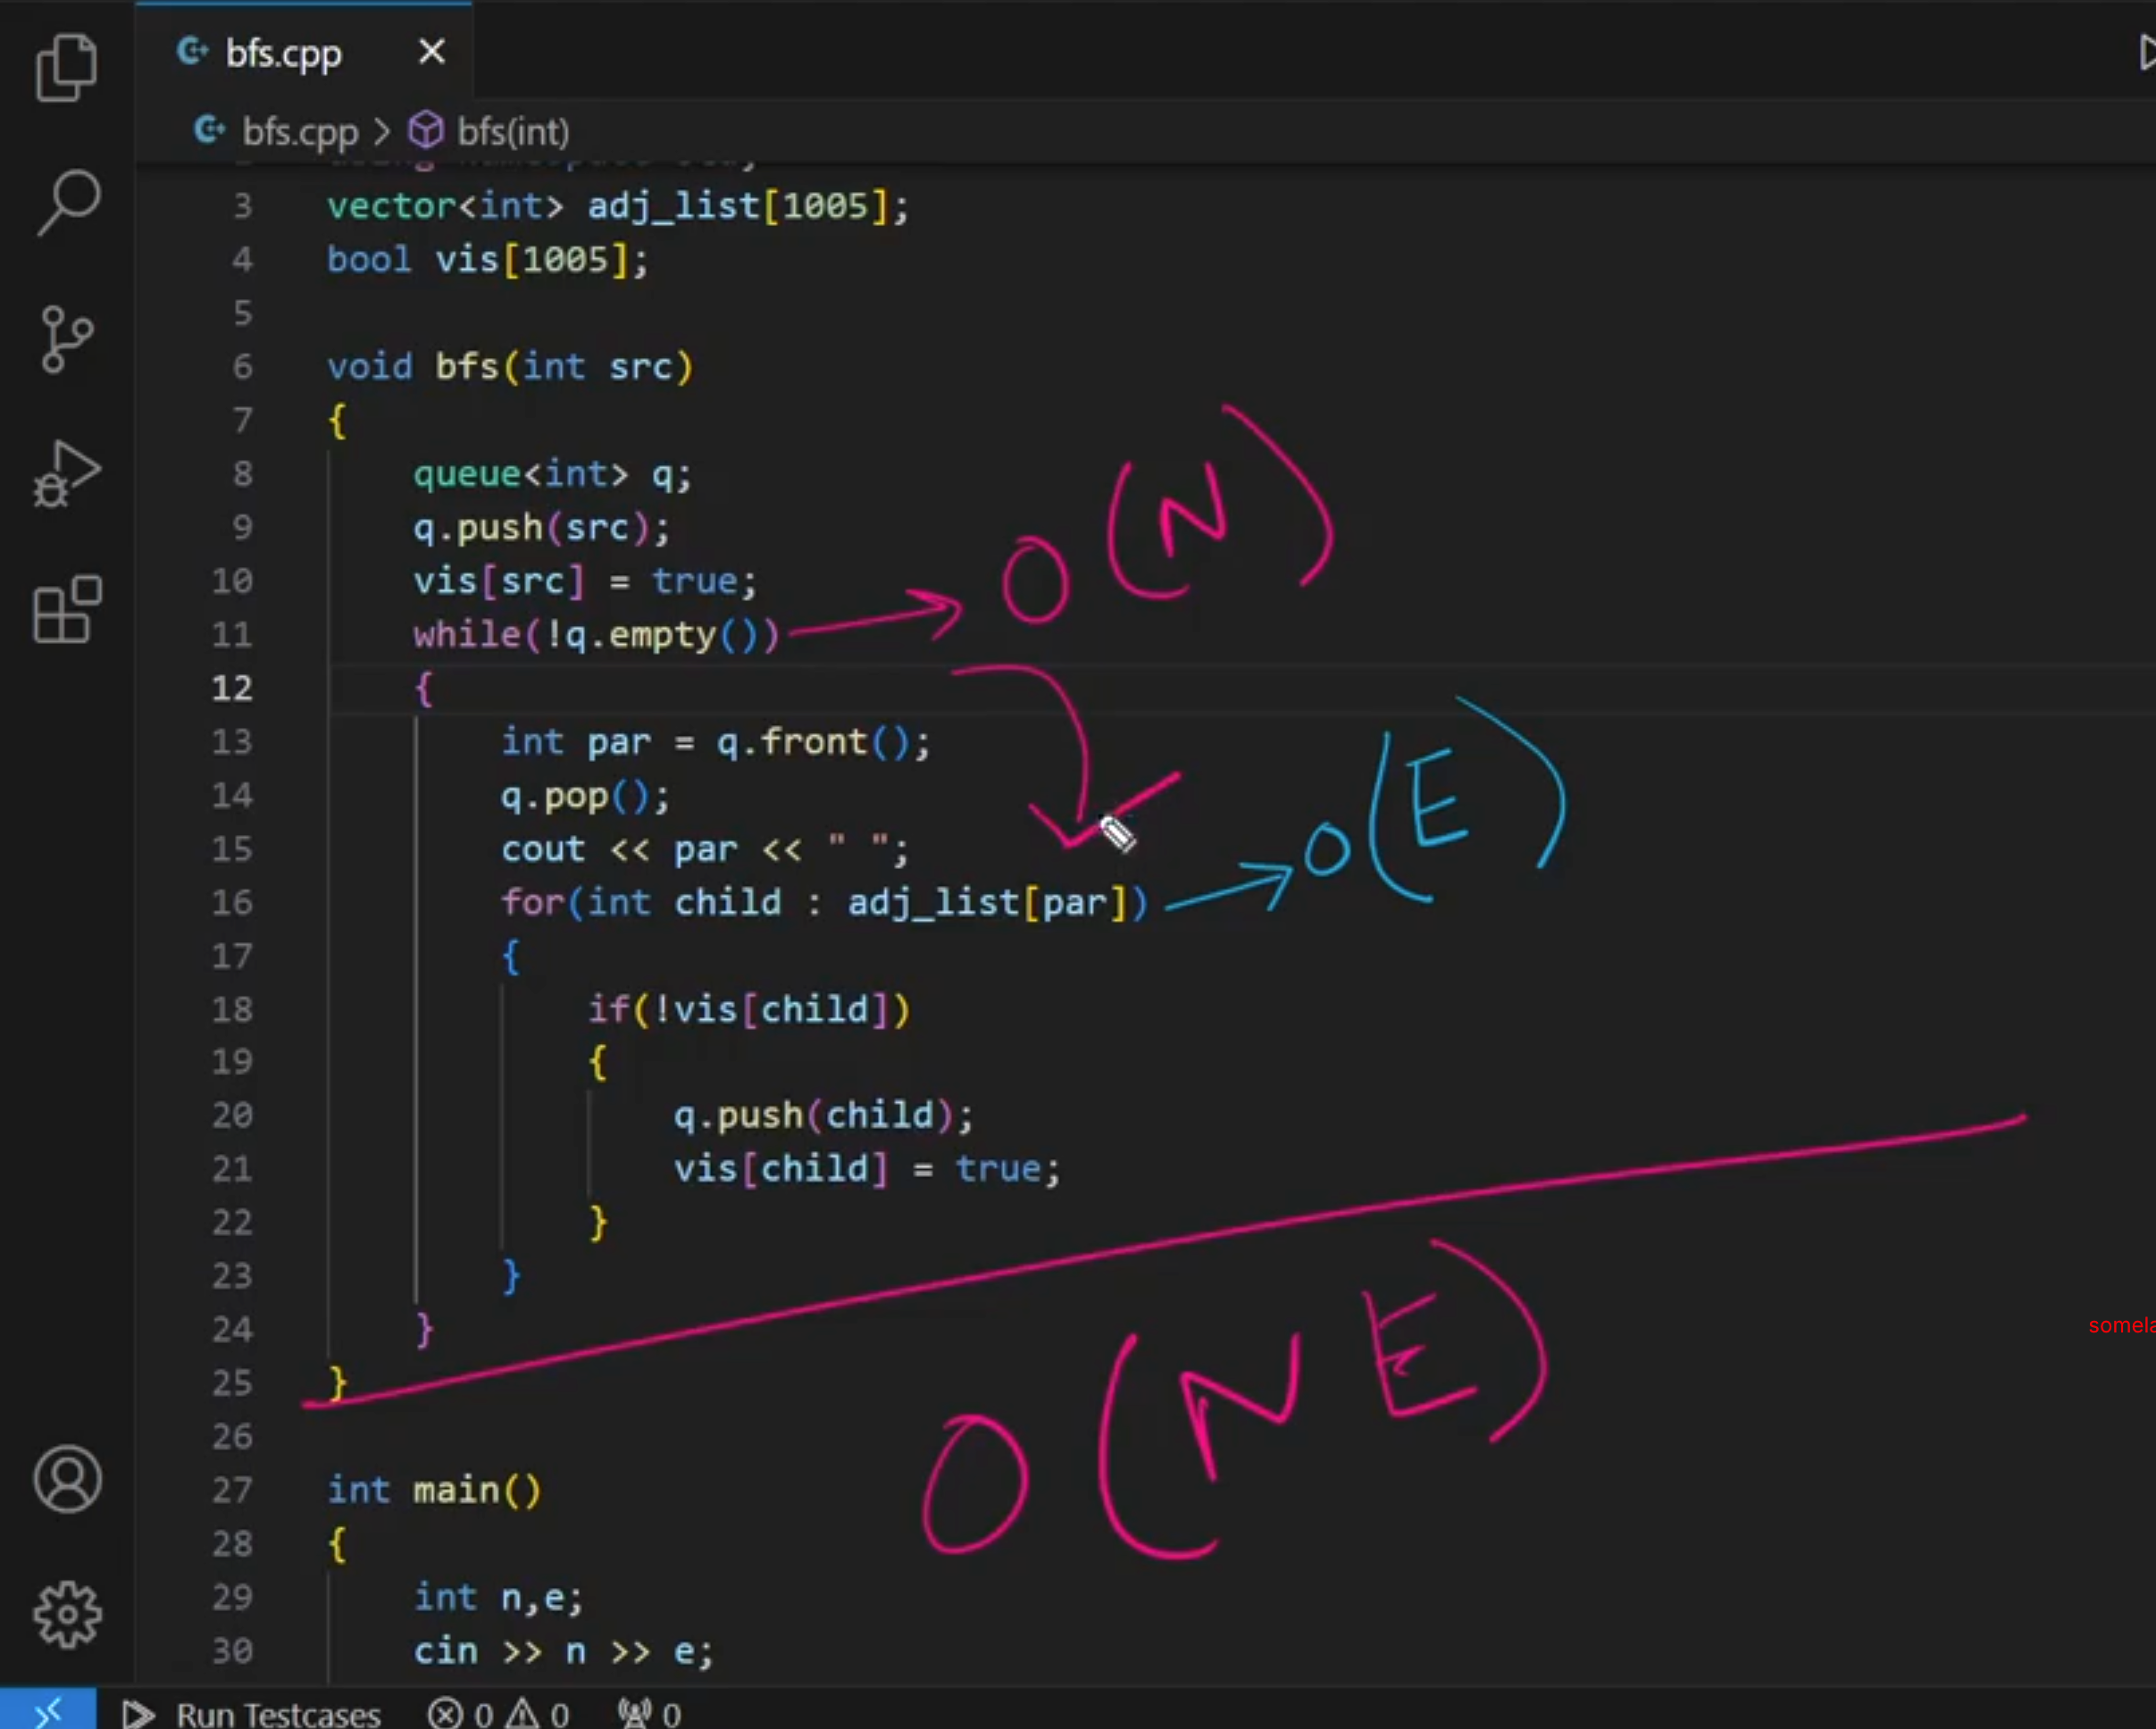 bfs.cpp
bfs.cpp > bfs(int)
3 vector<int> adj_list[1005];
4 bool vis[1005];
5
6 void bfs(int src)
7 {
8 queue<int> q;
9 q.push(src);
10 vis[src] = true;
11 while(!q.empty()) O(N)
12 {
13 int par = q.front();
14 q.pop();
15 cout << par << " ";
16 for(int child : adj_list[par]) O(E)
17 {
18 if(!vis[child])
19 {
20 q.push(child);
21 vis[child] = true;
22 }
23 }
24 }
25 }
26
O(NE)
27 int main()
28 {
29 int n,e;
30 cin >> n >> e;
Run Testcases 0 0 0